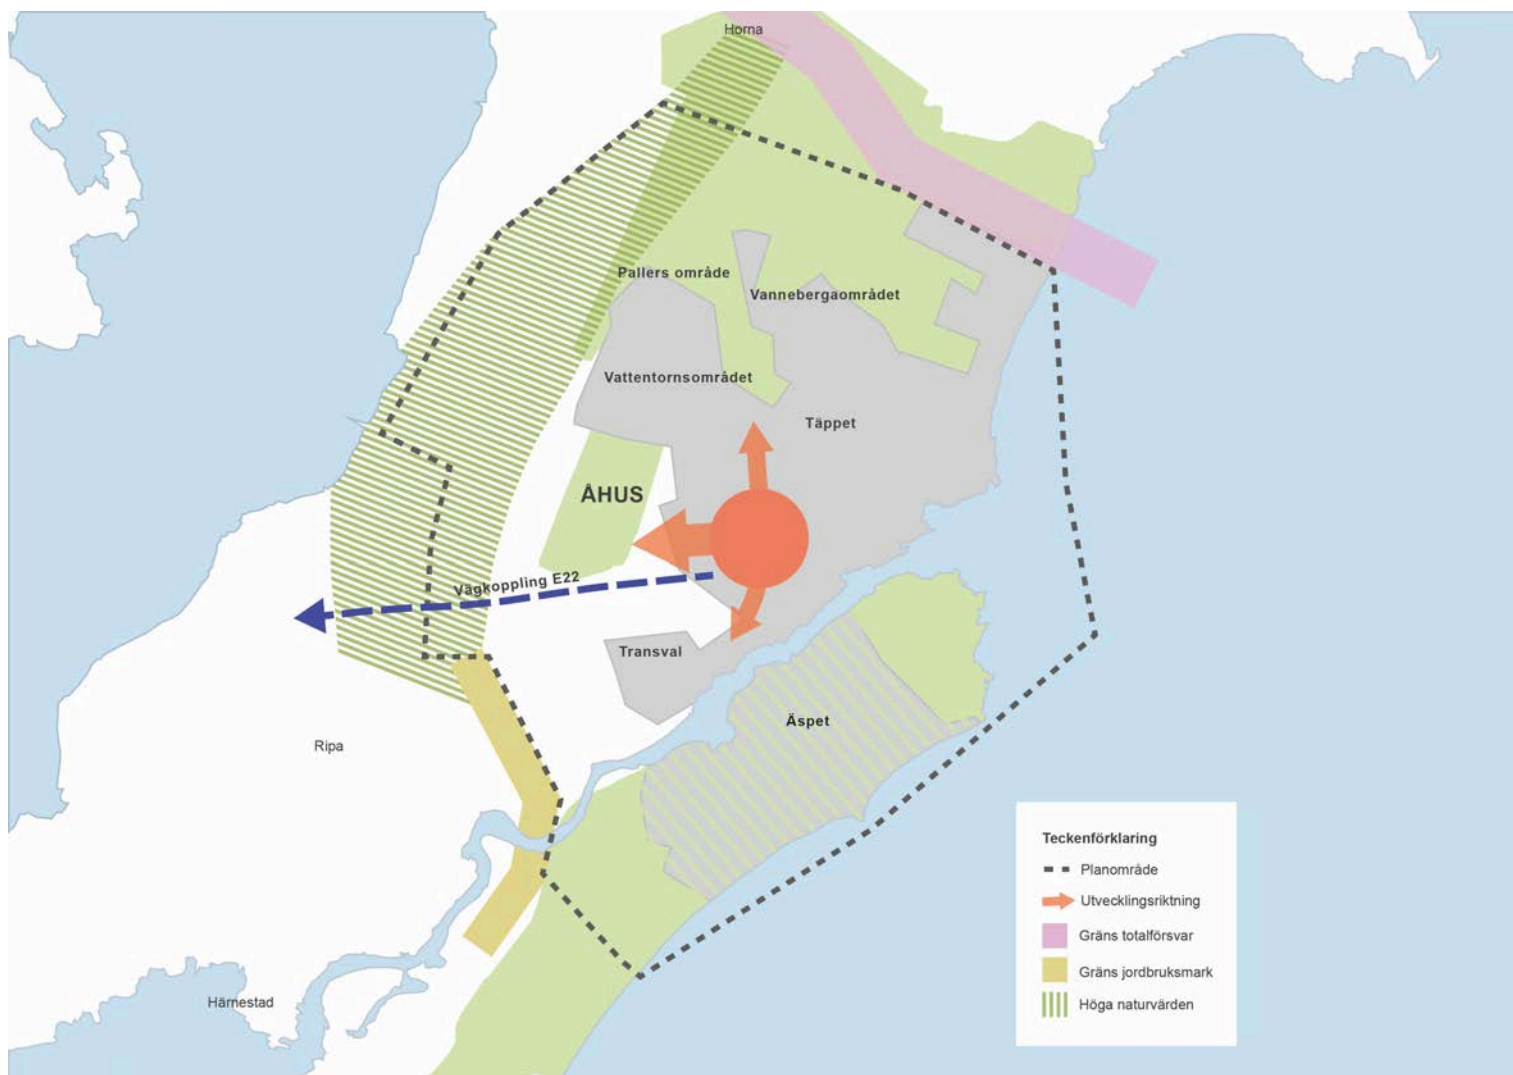 Horna
Pallers område
Vannebergaområdet
Vattentornsområdet
Täppet
ÅHUS
Vägkoppling E22
Transval
Äspet
Ripa
Härnestad
Teckenförklaring
Planområde
Utvecklingsriktning
Gräns totalförsvar
Gräns jordbruksmark
Höga naturvärden